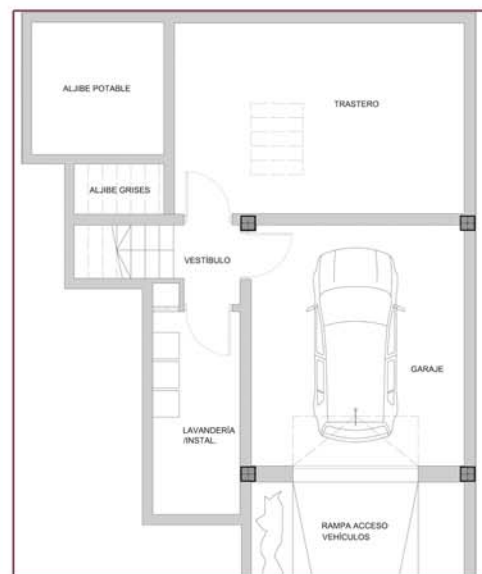 ALJIBE POTABLE
TRASTERO
ALJIBE GRISES
VESTÍBULO
GARAJE
LAVANDERÍA
/INSTAL.
RAMPA ACCESO
VEHÍCULOS